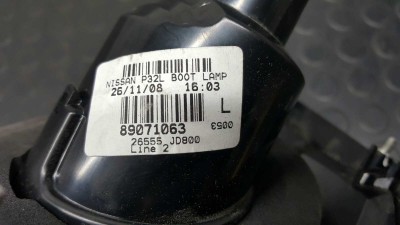 NISSAN P32L BOOT LAMP
26/11/08 16:03
L
0053
89071063
26555 JD800
Line 2